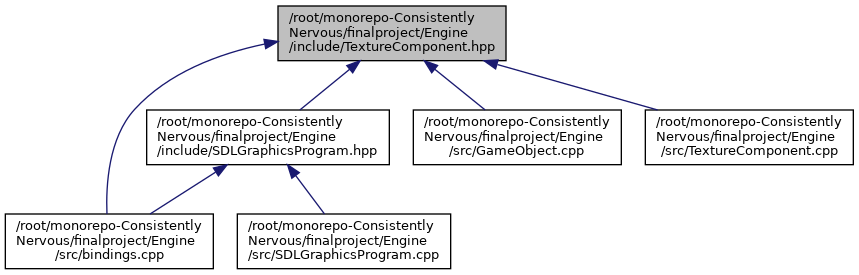 /root/monorepo-Consistently
Nervous/finalproject/Engine
/include/TextureComponent.hpp
/root/monorepo-Consistently
Nervous/finalproject/Engine
/include/SDLGraphicsProgram.hpp
/root/monorepo-Consistently
Nervous/finalproject/Engine
/src/GameObject.cpp
/root/monorepo-Consistently
Nervous/finalproject/Engine
/src/TextureComponent.cpp
/root/monorepo-Consistently
Nervous/finalproject/Engine
/src/bindings.cpp
/root/monorepo-Consistently
Nervous/finalproject/Engine
/src/SDLGraphicsProgram.cpp